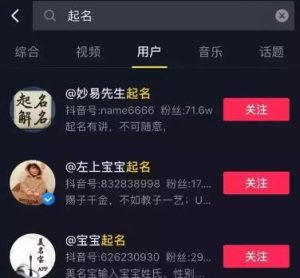 起名
综合 视频 用户 音乐 话题
起名
解名
@妙易先生起名
抖音号:name6666 粉丝:71.6w
起名有讲，不可随意，
关注
@左上宝宝起名
抖音号:832838998 粉丝:17....
赐子千金，不如教子一艺；U...
关注
美名宝
@宝宝起名
抖音号:626230930 粉丝:29...
美名宝输入宝宝姓氏、性别...
关注